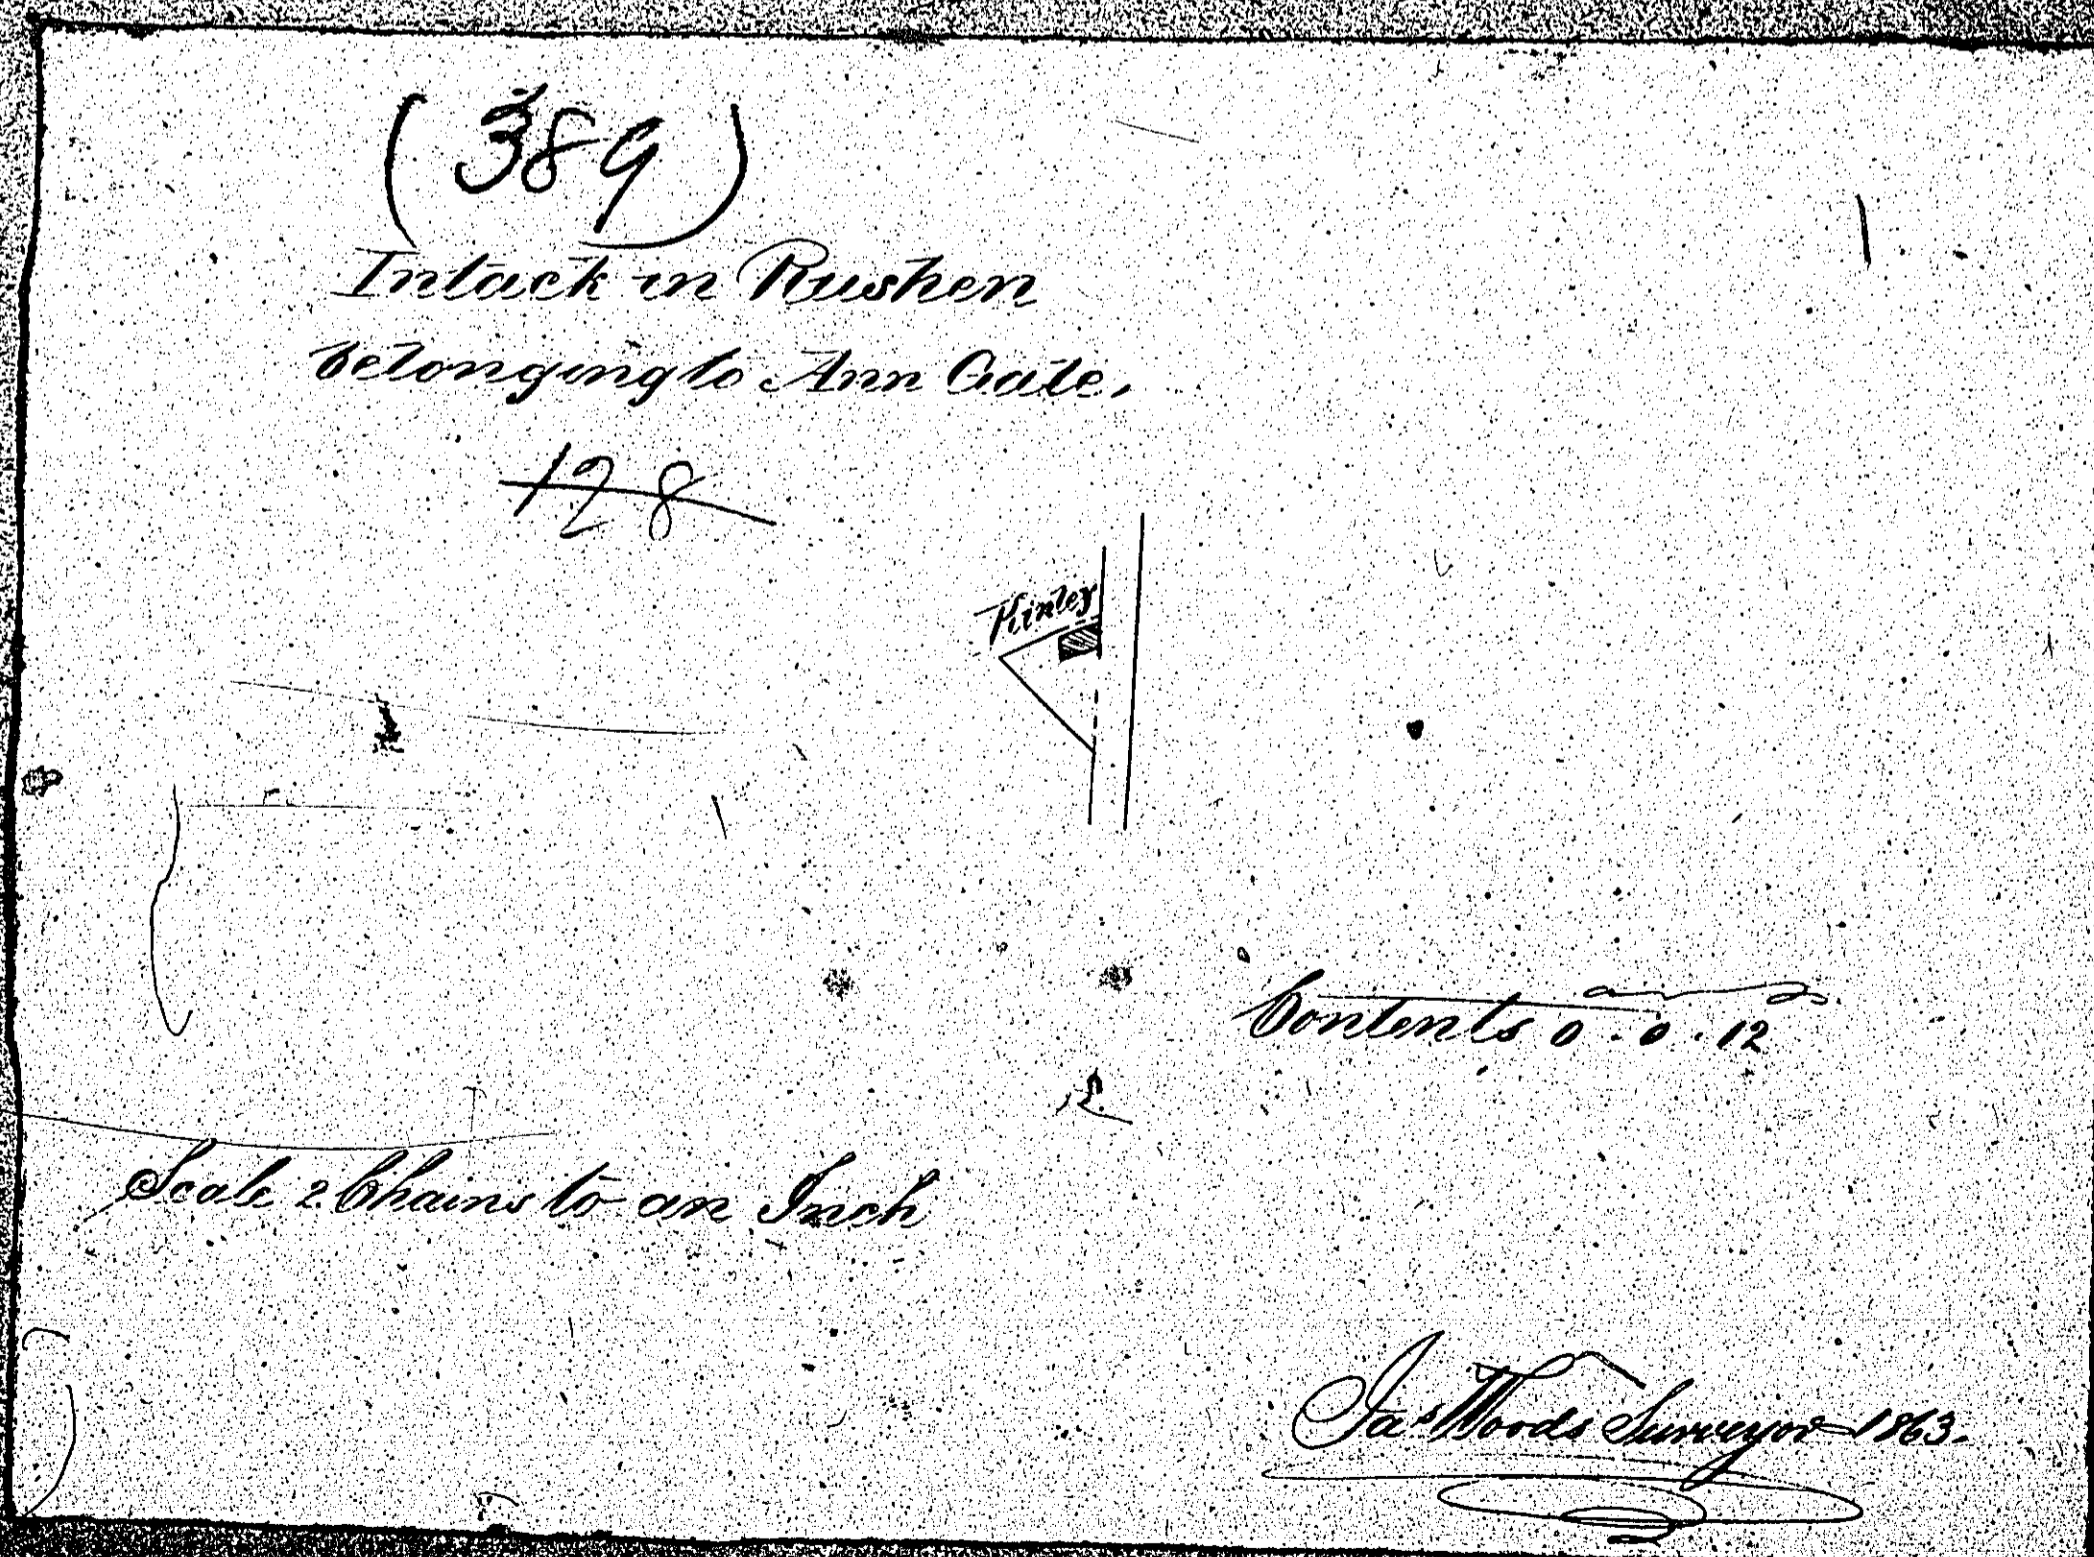 (389)
Intack in Rushen
belonging to Ann Gale,
128
Kinley
Contents 0.0.12
Scale 2 Chains to an Inch
Jas Woods Surveyor 1863.